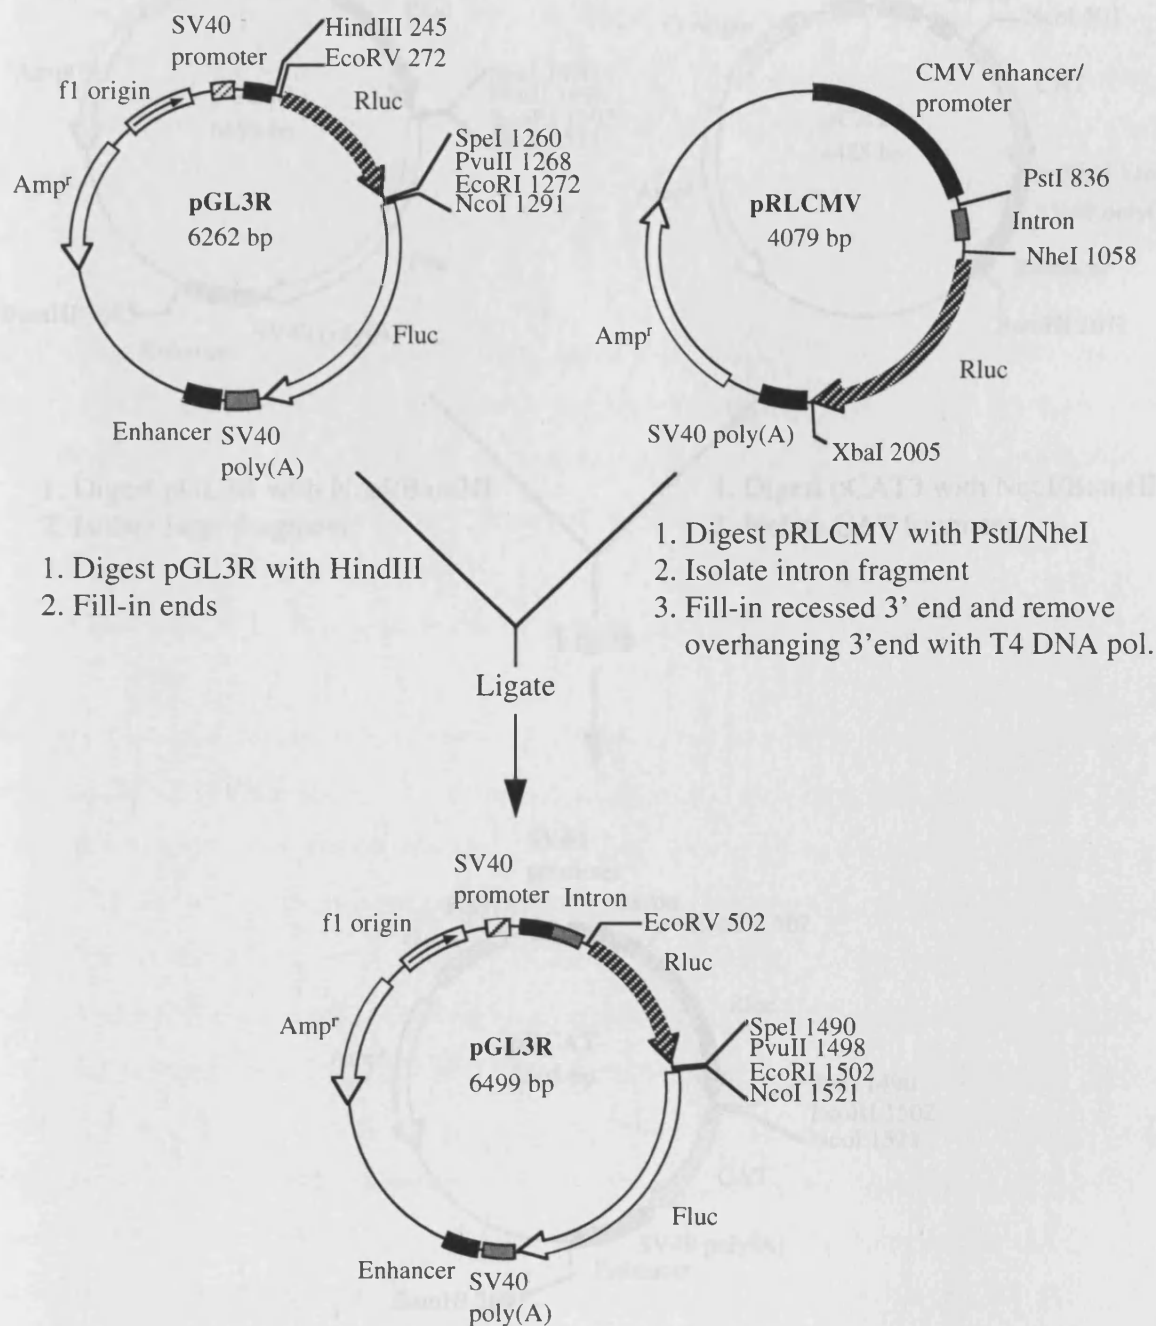 SV40
promoter
HindIII 245
EcoRV 272
f1 origin
Rluc
SpeI 1260
PvuII 1268
EcoRI 1272
NcoI 1291
Ampʳ
pGL3R
6262 bp
Fluc
Enhancer
SV40
poly(A)
CMV enhancer/
promoter
PstI 836
Intron
NheI 1058
pRLCMV
4079 bp
Ampʳ
Rluc
SV40 poly(A)
XbaI 2005
1. Digest pGL3R with HindIII
2. Fill-in ends
1. Digest pRLCMV with PstI/NheI
2. Isolate intron fragment
3. Fill-in recessed 3' end and remove
overhanging 3'end with T4 DNA pol.
Ligate
SV40
promoter
Intron
EcoRV 502
f1 origin
Rluc
Ampʳ
pGL3R
6499 bp
SpeI 1490
PvuII 1498
EcoRI 1502
NcoI 1521
Fluc
Enhancer
SV40
poly(A)